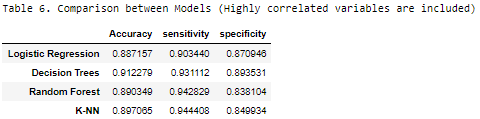 Table 6. Comparison between Models (Highly correlated variables are included)
Accuracy sensitivity specificity
Logistic Regression 0.887157 0.903440 0.870946
Decision Trees 0.912279 0.931112 0.893531
Random Forest 0.890349 0.942829 0.838104
K-NN 0.897065 0.944408 0.849934